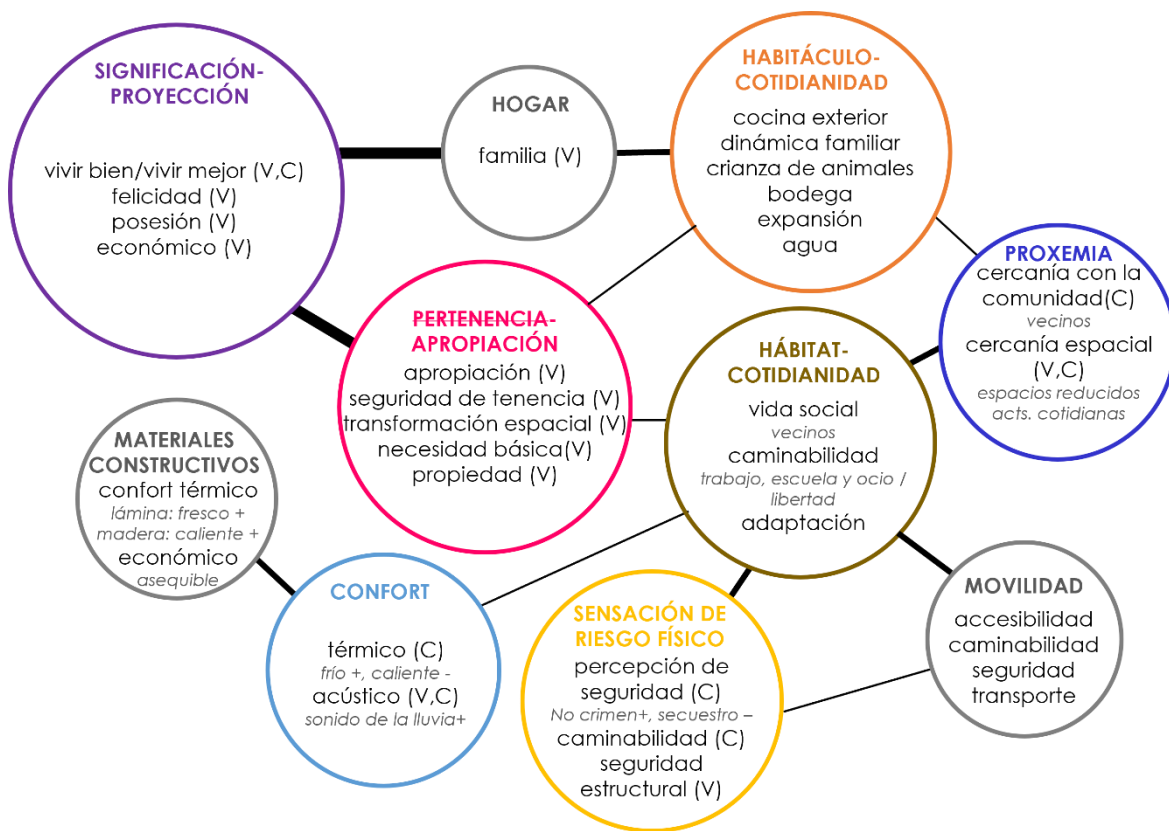 SIGNIFICACIÓN-
PROYECCIÓN
vivir bien/vivir mejor (V,C)
felicidad (V)
posesión (V)
económico (V)
HOGAR
familia (V)
HABITÁCULO-
COTIDIANIDAD
cocina exterior
dinámica familiar
crianza de animales
bodega
expansión
agua
PROXEMIA
cercanía con la
comunidad(C)
vecinos
cercanía espacial
(V,C)
espacios reducidos
acts. cotidianas
PERTENENCIA-
APROPIACIÓN
apropiación (V)
seguridad de tenencia (V)
transformación espacial (V)
necesidad básica(V)
propiedad (V)
HÁBITAT-
COTIDIANIDAD
vida social
vecinos
caminabilidad
trabajo, escuela y ocio /
libertad
adaptación
MATERIALES
CONSTRUCTIVOS
confort térmico
lámina: fresco +
madera: caliente +
económico
asequible
CONFORT
térmico (C)
frío +, caliente -
acústico (V,C)
sonido de la lluvia+
SENSACIÓN DE
RIESGO FÍSICO
percepción de
seguridad (C)
No crimen+, secuestro –
caminabilidad (C)
seguridad
estructural (V)
MOVILIDAD
accesibilidad
caminabilidad
seguridad
transporte